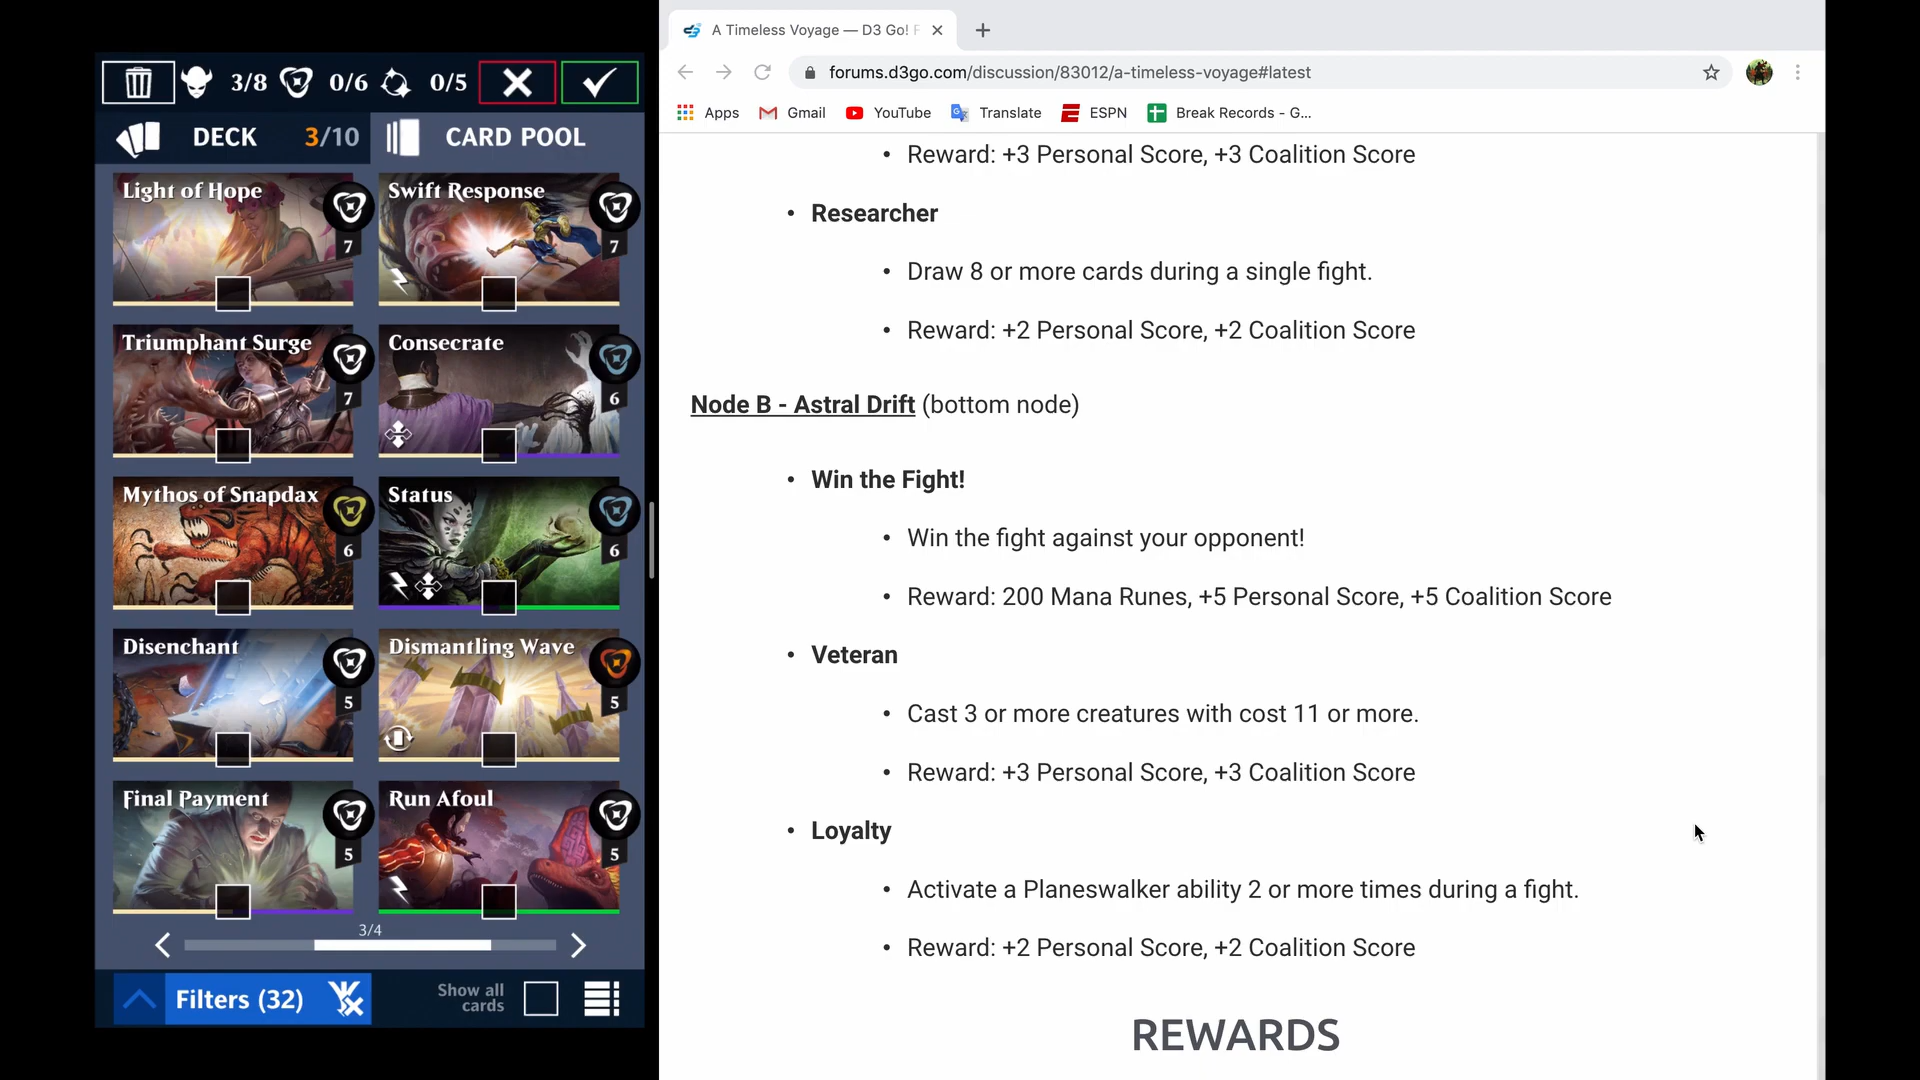 3/8
0/6
0/5
DECK
3/10
CARD POOL
Light of Hope
7
Swift Response
7
Triumphant Surge
7
Consecrate
6
Mythos of Snapdax
6
Status
6
Disenchant
5
Dismantling Wave
5
Final Payment
5
Run Afoul
5
3/4
Filters (32)
Show all
cards
A Timeless Voyage — D3 Go!
forums.d3go.com/discussion/83012/a-timeless-voyage#latest
Apps
Gmail
YouTube
Translate
ESPN
Break Records - G...
• Reward: +3 Personal Score, +3 Coalition Score
• Researcher
• Draw 8 or more cards during a single fight.
• Reward: +2 Personal Score, +2 Coalition Score
Node B - Astral Drift (bottom node)
• Win the Fight!
• Win the fight against your opponent!
• Reward: 200 Mana Runes, +5 Personal Score, +5 Coalition Score
• Veteran
• Cast 3 or more creatures with cost 11 or more.
• Reward: +3 Personal Score, +3 Coalition Score
• Loyalty
• Activate a Planeswalker ability 2 or more times during a fight.
• Reward: +2 Personal Score, +2 Coalition Score
REWARDS